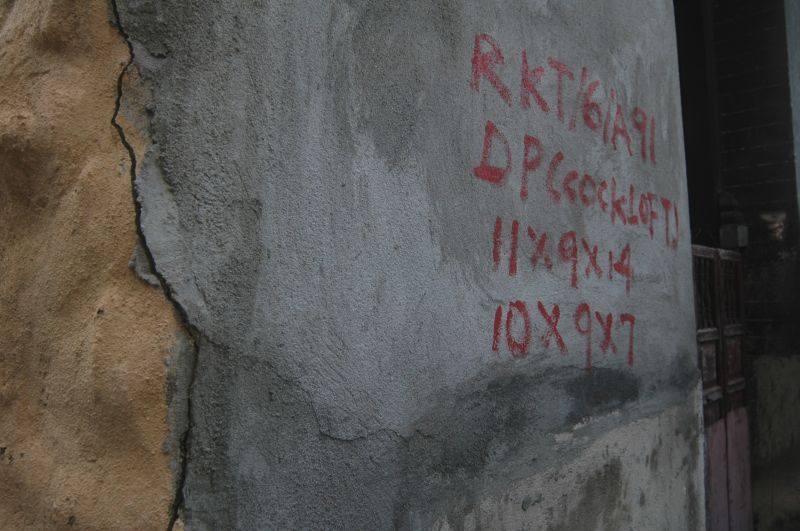 RKT/6/A91
DP(COCKLOFT)
11X9X14
10X9X7